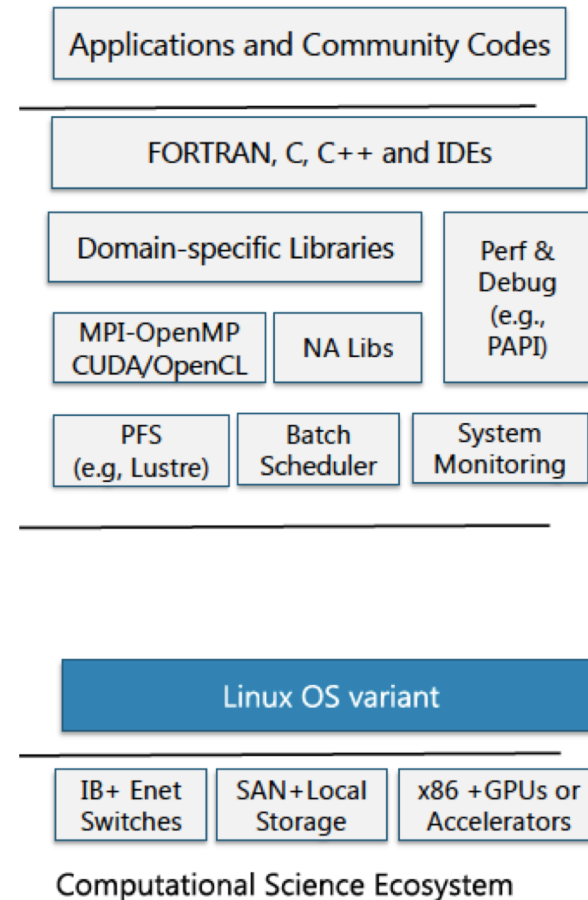 Applications and Community Codes
FORTRAN, C, C++ and IDEs
Domain-specific Libraries
Perf &
Debug
(e.g.,
PAPI)
MPI-OpenMP
CUDA/OpenCL
NA Libs
PFS
(e.g, Lustre)
Batch
Scheduler
System
Monitoring
Linux OS variant
IB+ Enet
Switches
SAN+Local
Storage
x86 +GPUs or
Accelerators
Computational Science Ecosystem